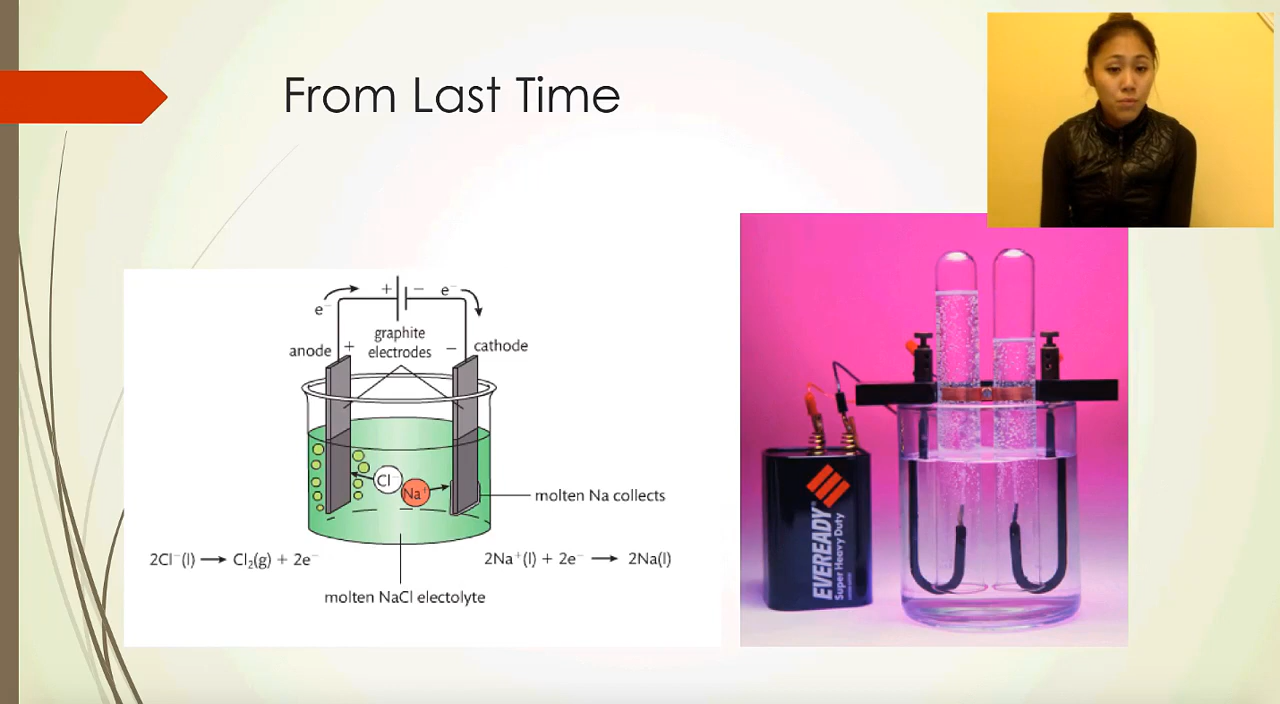 From Last Time
e⁻
+
−
e⁻
graphite
electrodes
anode
+
−
cathode
Cl⁻
Na⁺
molten Na collects
2Cl⁻(l) ⟶ Cl₂(g) + 2e⁻
2Na⁺(l) + 2e⁻ ⟶ 2Na(l)
molten NaCl electolyte
EVEREADY
Super Heavy Duty